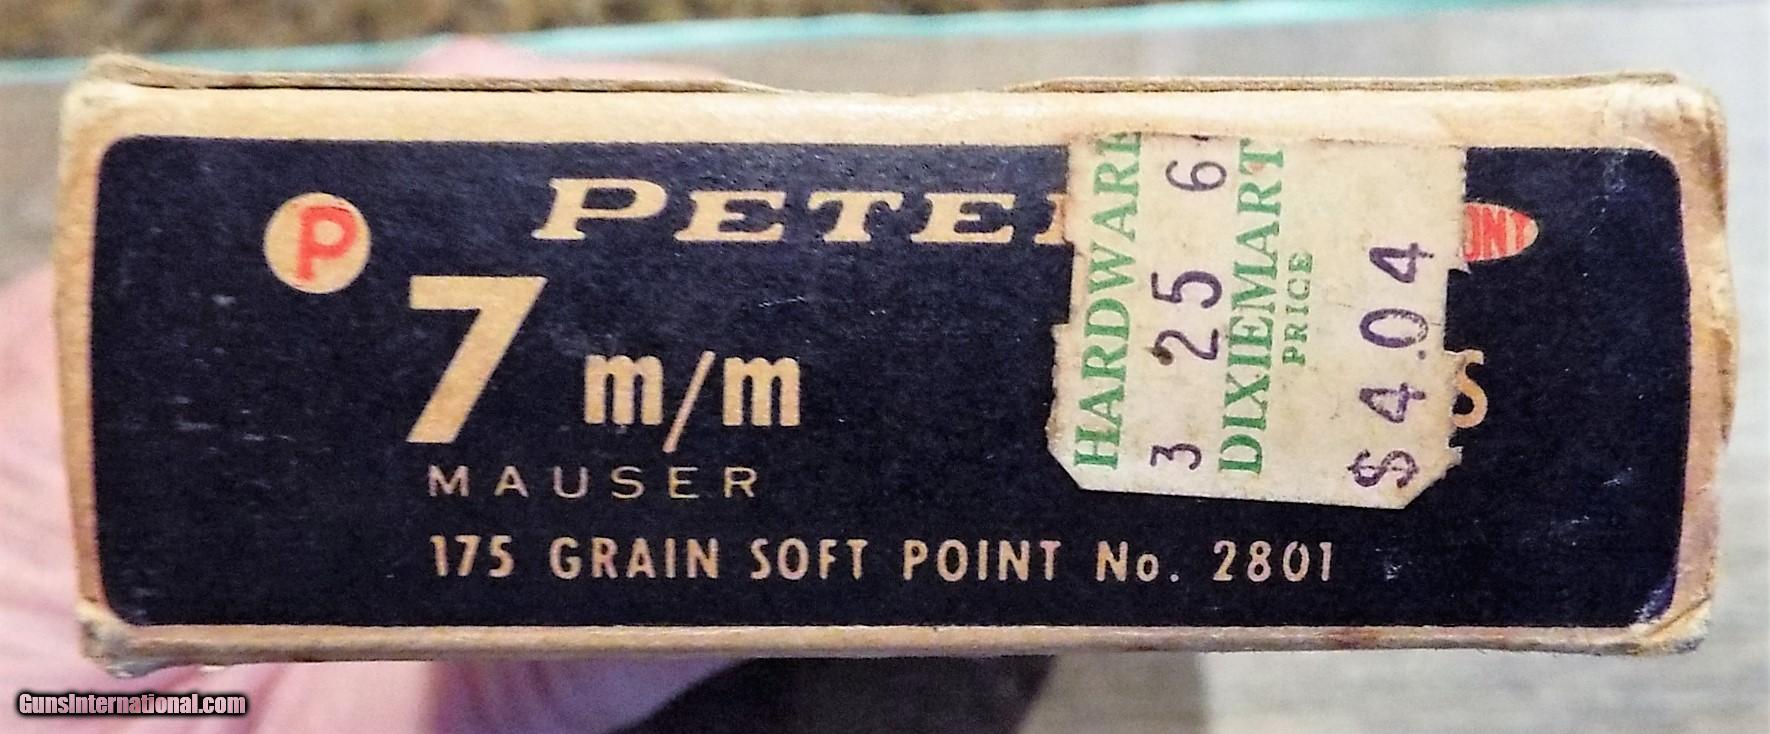 P PETE
7 m/m
MAUSER
175 GRAIN SOFT POINT No. 2801
HARDWARE
3 25 6
DIXIEMART
PRICE
$4.04
S
GunsInternational.com